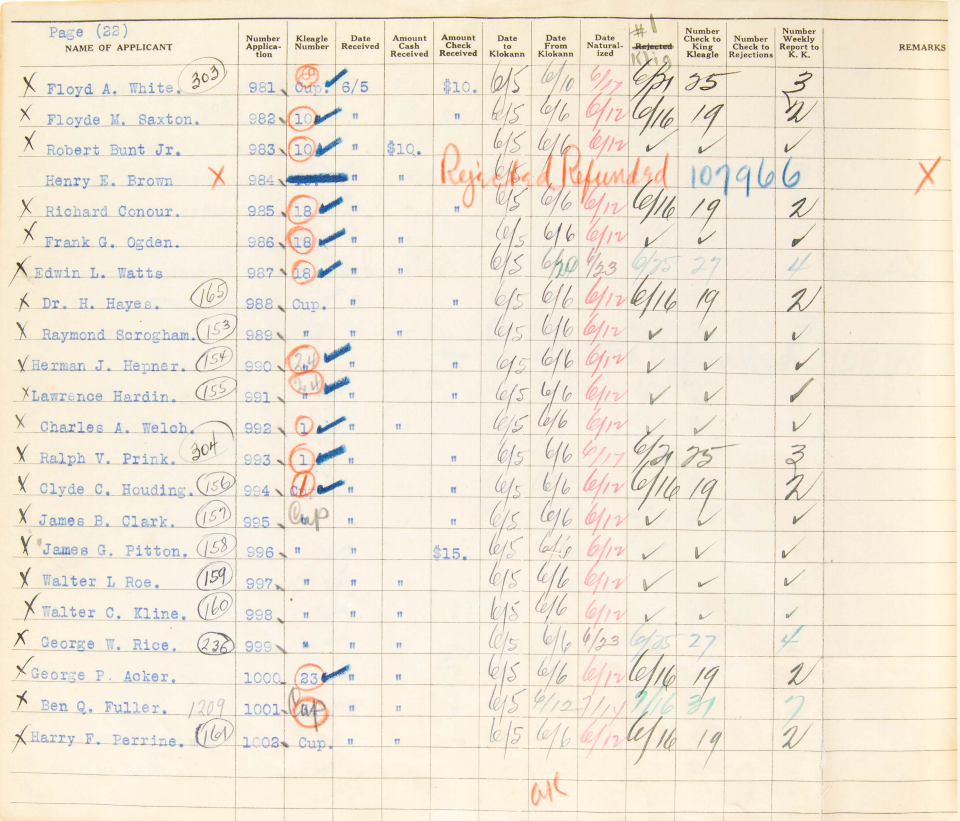 Page (22)
#1
Klig
NAME OF APPLICANT Number Applica- tion Kleagle Number Date Received Amount Cash Received Amount Check Received Date to Klokann Date From Klokann Date Natural- ized Rejected Number Check to King Kleagle Number Check to Rejections Number Weekly Report to K. K. REMARKS
X Floyd A. White. 303 981. Cup. ✓ 6/5 $10. 6/5 6/10 6/17 6/21 25 3
X Floyde M. Saxton. 982. 10 ✓ " " 6/5 6/6 6/12 6/16 19 2
X Robert Bunt Jr. 983. 10 ✓ " $10. 6/5 6/6 6/12 ✓ ✓ ✓
Henry E. Brown X 984. " " Rejected Refunded 6/5 107966 X
X Richard Conour. 985. 18 ✓ " " 6/5 6/6 6/12 6/16 19 2
X Frank G. Ogden. 986. 18 ✓ " " 6/5 6/6 6/12 ✓ ✓ ✓
X Edwin L. Watts 987. 18 ✓ " " 6/5 6/20 6/23 6/25 27 4
X Dr. H. Hayes. 165 988. Cup. " " 6/5 6/6 6/12 6/16 19 2
X Raymond Scrogham. 153 989. " " " 6/5 6/6 6/12 ✓ ✓ ✓
X Herman J. Hepner. 154 990. 24 " ✓ " " 6/5 6/6 6/12 ✓ ✓ ✓
X Lawrence Hardin. 155 991. 24 " ✓ " " 6/5 6/6 6/12 ✓ ✓ ✓
X Charles A. Welch. 992. 1 ✓ " " 6/5 6/6 6/12 ✓ ✓ ✓
X Ralph V. Prink. 304 993. 1 ✓ " " 6/5 6/6 6/17 6/21 25 3
X Clyde C. Houding. 156 994. 1 ✓ " " 6/5 6/6 6/12 6/16 19 2
X James B. Clark. 157 995. Cup " " 6/5 6/6 6/12 ✓ ✓ ✓
X James G. Pitton. 158 996. " " $15. 6/5 6/6 6/12 ✓ ✓ ✓
X Walter L Roe. 159 997. " " " 6/5 6/6 6/12 ✓ ✓ ✓
X Walter C. Kline. 160 998. " " " 6/5 6/6 6/12 ✓ ✓ ✓
X George W. Rice. 236 999. " " " 6/5 6/6 6/23 6/25 27 4
X George P. Acker. 1000. 23 ✓ " " 6/5 6/6 6/12 6/16 19 2
X Ben Q. Fuller. 1209 1001. Cup " " 6/5 6/12 7/14 7/16 31 7
X Harry F. Perrine. 161 1002. Cup. " " 6/5 6/6 6/12 6/16 19 2
OK